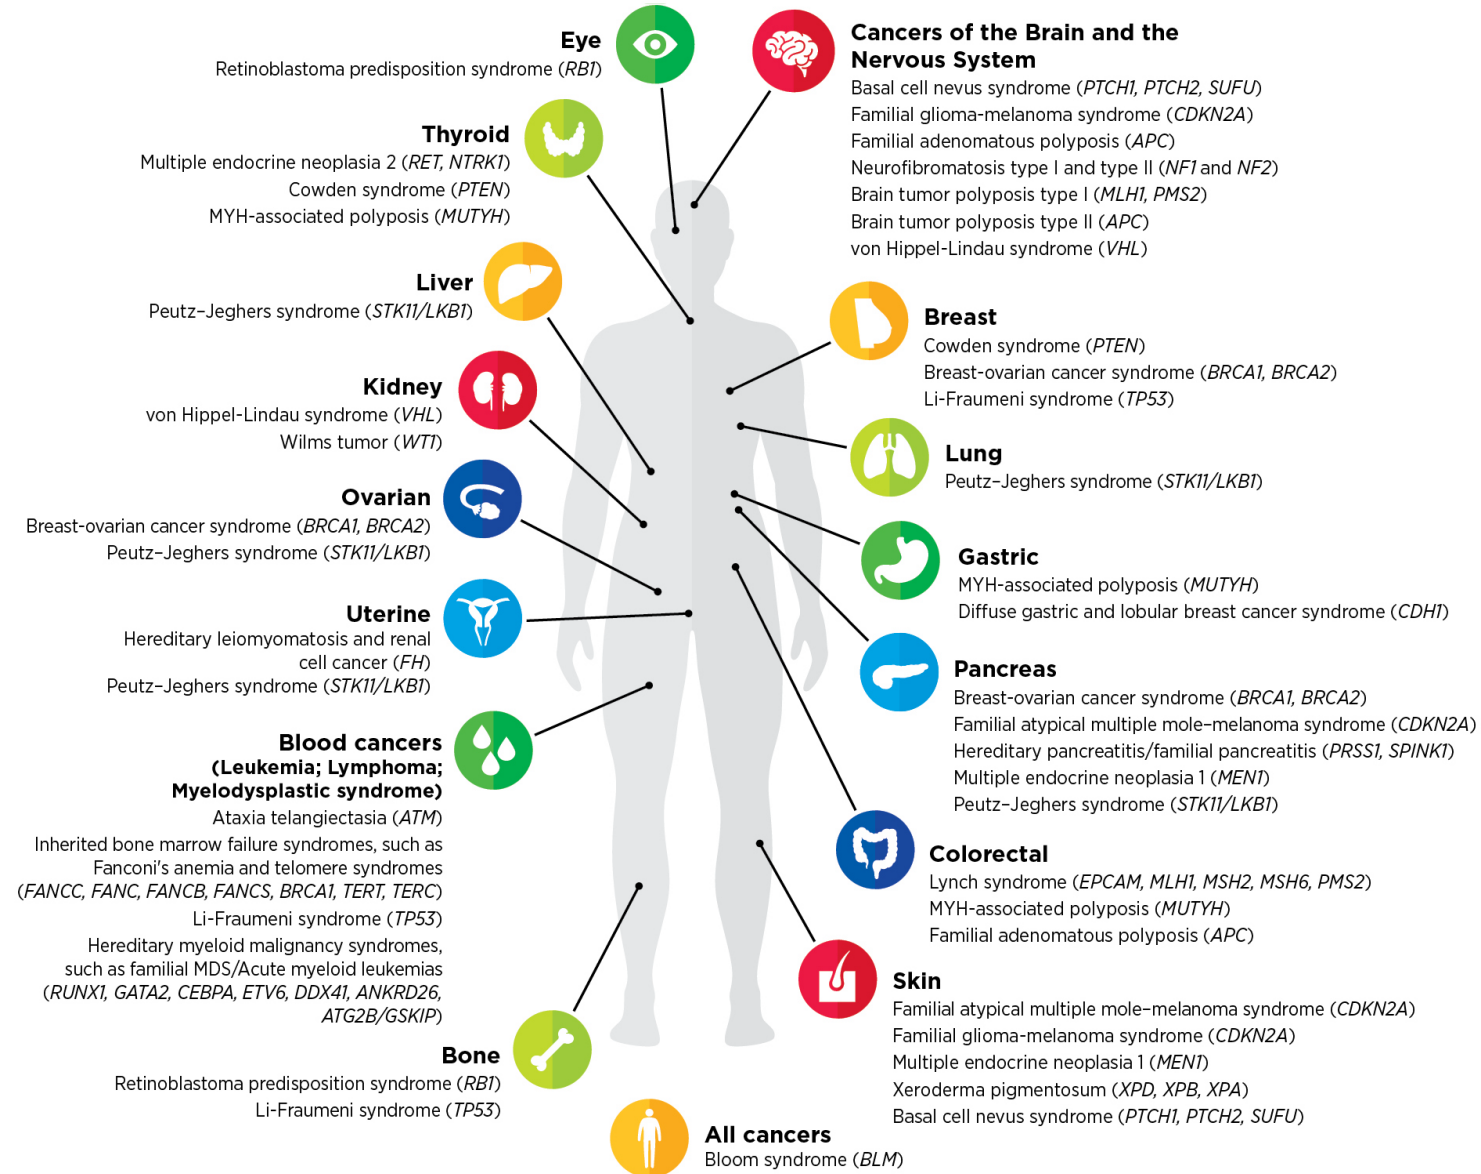 Eye
Retinoblastoma predisposition syndrome (RB1)
Thyroid
Multiple endocrine neoplasia 2 (RET, NTRK1)
Cowden syndrome (PTEN)
MYH-associated polyposis (MUTYH)
Liver
Peutz–Jeghers syndrome (STK11/LKB1)
Kidney
von Hippel-Lindau syndrome (VHL)
Wilms tumor (WT1)
Ovarian
Breast-ovarian cancer syndrome (BRCA1, BRCA2)
Peutz–Jeghers syndrome (STK11/LKB1)
Uterine
Hereditary leiomyomatosis and renal
cell cancer (FH)
Peutz–Jeghers syndrome (STK11/LKB1)
Blood cancers
(Leukemia; Lymphoma;
Myelodysplastic syndrome)
Ataxia telangiectasia (ATM)
Inherited bone marrow failure syndromes, such as
Fanconi's anemia and telomere syndromes
(FANCC, FANC, FANCB, FANCS, BRCA1, TERT, TERC)
Li-Fraumeni syndrome (TP53)
Hereditary myeloid malignancy syndromes,
such as familial MDS/Acute myeloid leukemias
(RUNX1, GATA2, CEBPA, ETV6, DDX41, ANKRD26,
ATG2B/GSKIP)
Bone
Retinoblastoma predisposition syndrome (RB1)
Li-Fraumeni syndrome (TP53)
Cancers of the Brain and the
Nervous System
Basal cell nevus syndrome (PTCH1, PTCH2, SUFU)
Familial glioma-melanoma syndrome (CDKN2A)
Familial adenomatous polyposis (APC)
Neurofibromatosis type I and type II (NF1 and NF2)
Brain tumor polyposis type I (MLH1, PMS2)
Brain tumor polyposis type II (APC)
von Hippel-Lindau syndrome (VHL)
Breast
Cowden syndrome (PTEN)
Breast-ovarian cancer syndrome (BRCA1, BRCA2)
Li-Fraumeni syndrome (TP53)
Lung
Peutz–Jeghers syndrome (STK11/LKB1)
Gastric
MYH-associated polyposis (MUTYH)
Diffuse gastric and lobular breast cancer syndrome (CDH1)
Pancreas
Breast-ovarian cancer syndrome (BRCA1, BRCA2)
Familial atypical multiple mole–melanoma syndrome (CDKN2A)
Hereditary pancreatitis/familial pancreatitis (PRSS1, SPINK1)
Multiple endocrine neoplasia 1 (MEN1)
Peutz–Jeghers syndrome (STK11/LKB1)
Colorectal
Lynch syndrome (EPCAM, MLH1, MSH2, MSH6, PMS2)
MYH-associated polyposis (MUTYH)
Familial adenomatous polyposis (APC)
Skin
Familial atypical multiple mole–melanoma syndrome (CDKN2A)
Familial glioma-melanoma syndrome (CDKN2A)
Multiple endocrine neoplasia 1 (MEN1)
Xeroderma pigmentosum (XPD, XPB, XPA)
Basal cell nevus syndrome (PTCH1, PTCH2, SUFU)
All cancers
Bloom syndrome (BLM)